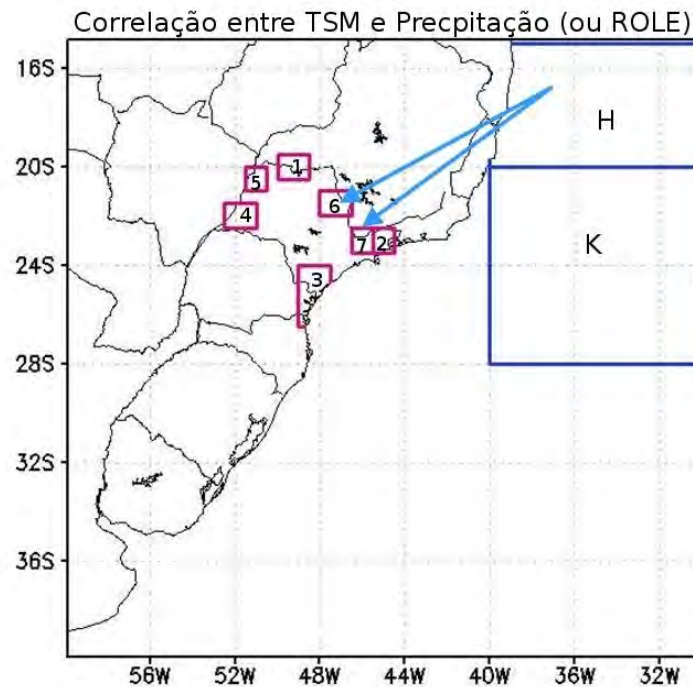 Correlação entre TSM e Precpitação (ou ROLE)
16S
H
20S
1
5
6
4
K
7 2
24S
3
28S
32S
36S
56W 52W 48W 44W 40W 36W 32W